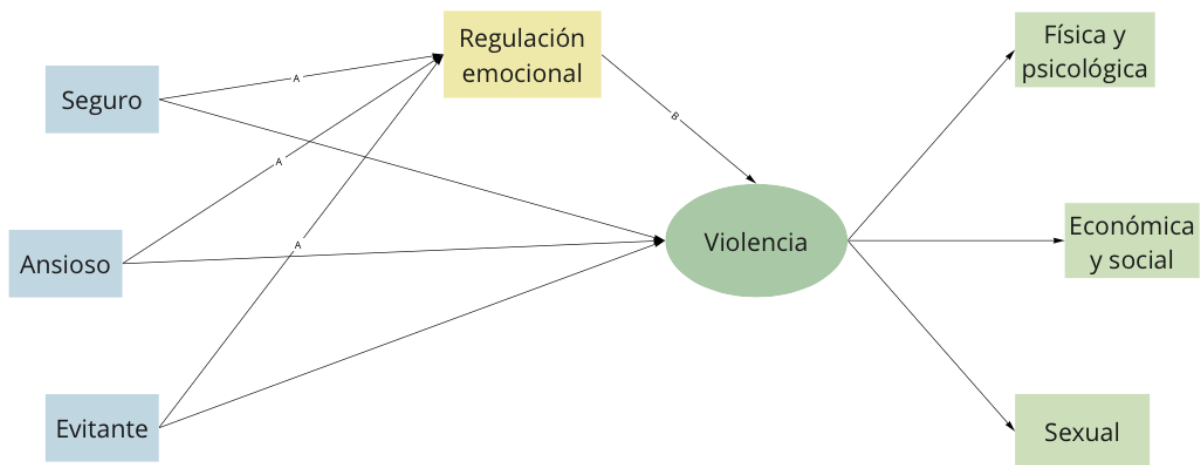 Regulación
emocional
Física y
psicológica
Seguro
A
B
A
Ansioso
A
Violencia
Económica
y social
Evitante
Sexual